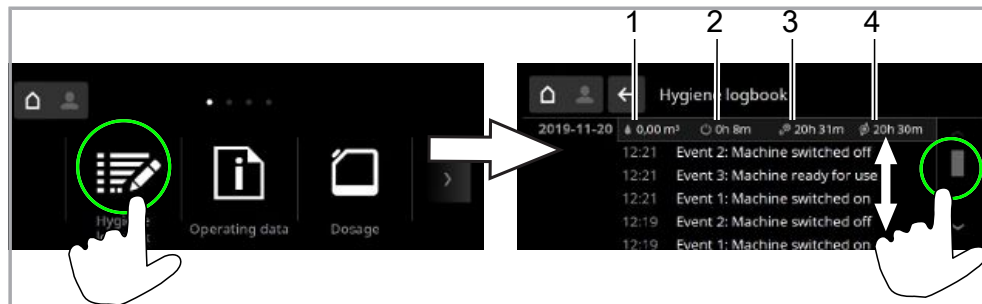 1 2 3 4
Hygiene logbook
2019-11-20 0,00 m³ 0h 8m 20h 31m 20h 30m
12:21 Event 2: Machine switched off
12:21 Event 3: Machine ready for use
12:21 Event 1: Machine switched on
12:19 Event 2: Machine switched off
12:19 Event 1: Machine switched on
Operating data Dosage